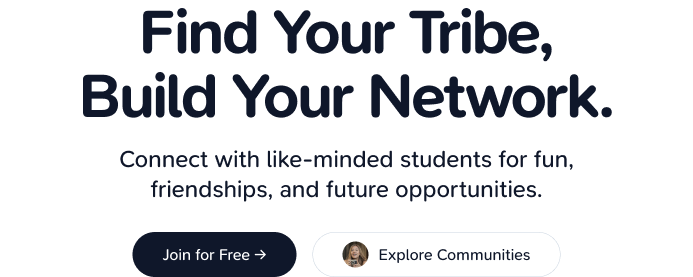 Find Your Tribe,
Build Your Network.
Connect with like-minded students for fun,
friendships, and future opportunities.
Join for Free →
Explore Communities